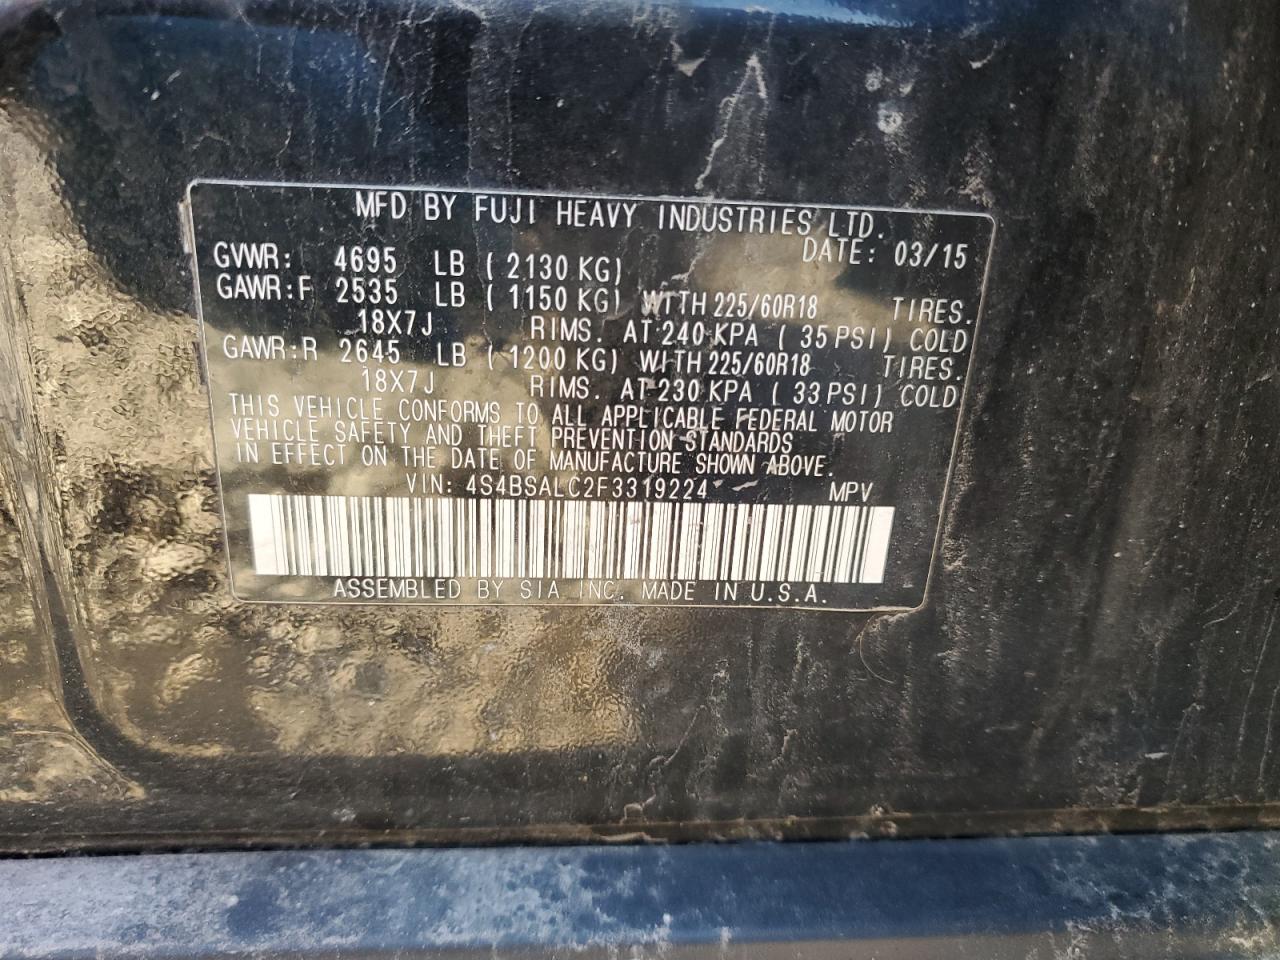 MFD BY FUJI HEAVY INDUSTRIES LTD.
DATE: 03/15
GVWR: 4695 LB ( 2130 KG)
GAWR:F 2535 LB ( 1150 KG) WITH 225/60R18 TIRES.
18X7J RIMS. AT 240 KPA ( 35 PSI) COLD
GAWR:R 2645 LB ( 1200 KG) WITH 225/60R18 TIRES.
18X7J RIMS. AT 230 KPA ( 33 PSI) COLD
THIS VEHICLE CONFORMS TO ALL APPLICABLE FEDERAL MOTOR
VEHICLE SAFETY AND THEFT PREVENTION STANDARDS
IN EFFECT ON THE DATE OF MANUFACTURE SHOWN ABOVE.
VIN: 4S4BSALC2F3319224 MPV
ASSEMBLED BY SIA INC. MADE IN U.S.A.